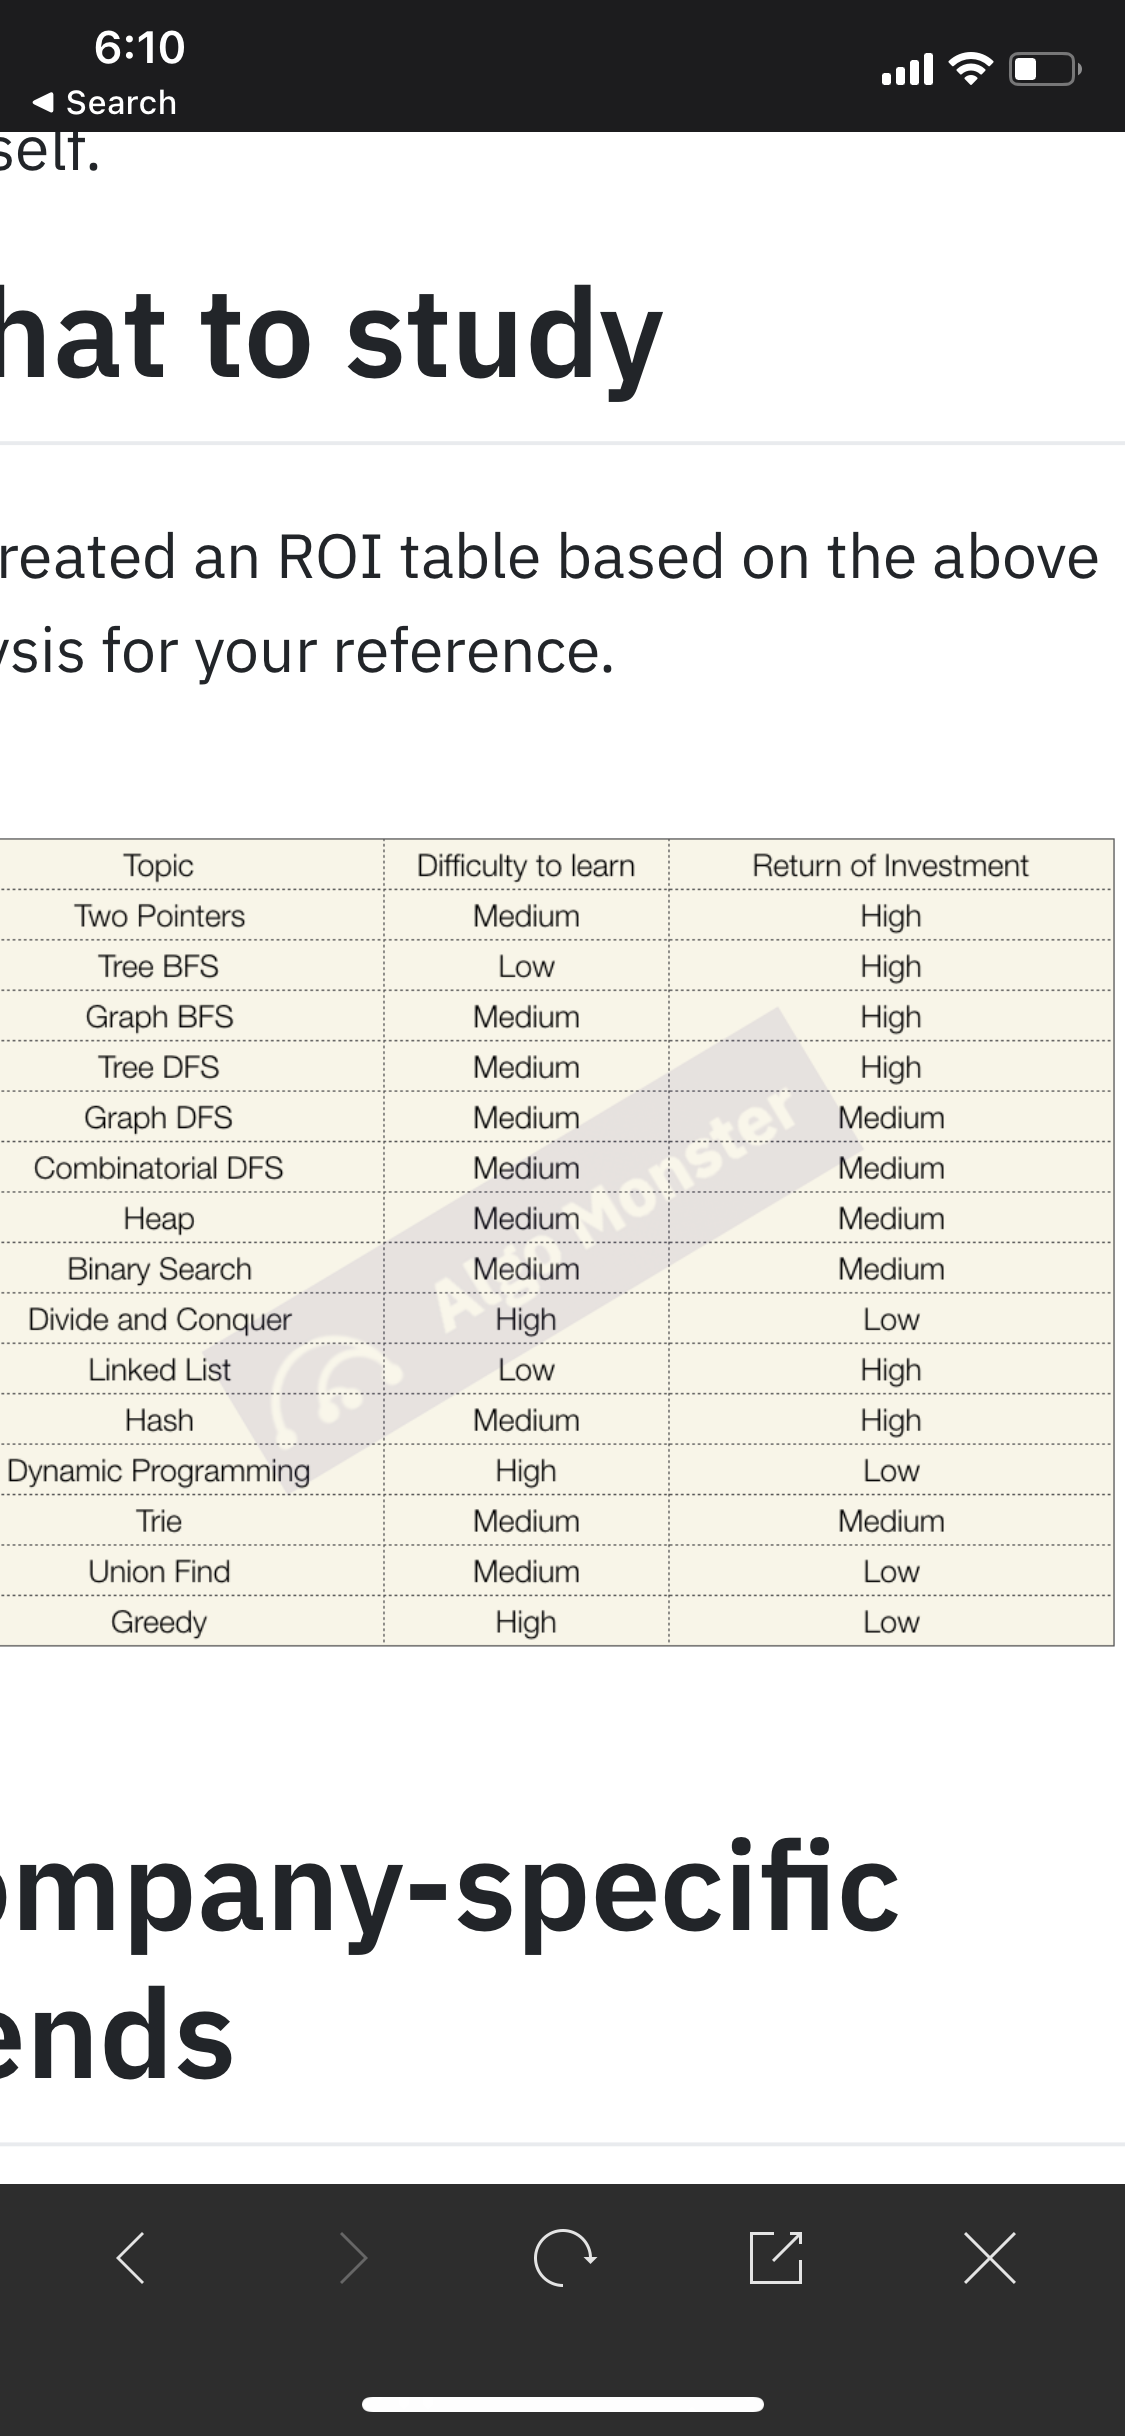 6:10
Search
self.
hat to study
reated an ROI table based on the above
ysis for your reference.
Topic Difficulty to learn Return of Investment
Two Pointers Medium High
Tree BFS Low High
Graph BFS Medium High
Tree DFS Medium High
Graph DFS Medium Medium
Combinatorial DFS Medium Medium
Heap Medium Medium
Binary Search Medium Medium
Divide and Conquer High Low
Linked List Low High
Hash Medium High
Dynamic Programming High Low
Trie Medium Medium
Union Find Medium Low
Greedy High Low
Algo Monster
ompany-specific
ends